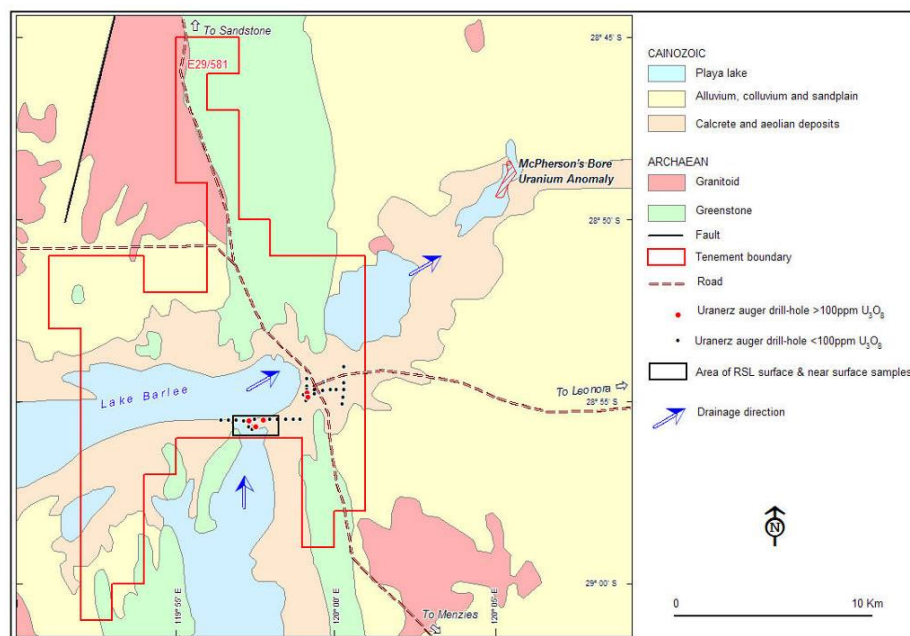 To Sandstone
28° 45' S
E29/581
McPherson's Bore
Uranium Anomaly
28° 50' S
Lake Barlee
To Leonora
28° 55' S
29° 00' S
119° 55' E
120° 00' E
120° 05' E
To Menzies
CAINOZOIC
Playa lake
Alluvium, colluvium and sandplain
Calcrete and aeolian deposits
ARCHAEAN
Granitoid
Greenstone
Fault
Tenement boundary
Road
Uranerz auger drill-hole >100ppm U₃O₈
Uranerz auger drill-hole <100ppm U₃O₈
Area of RSL surface & near surface samples
Drainage direction
N
0 10 Km